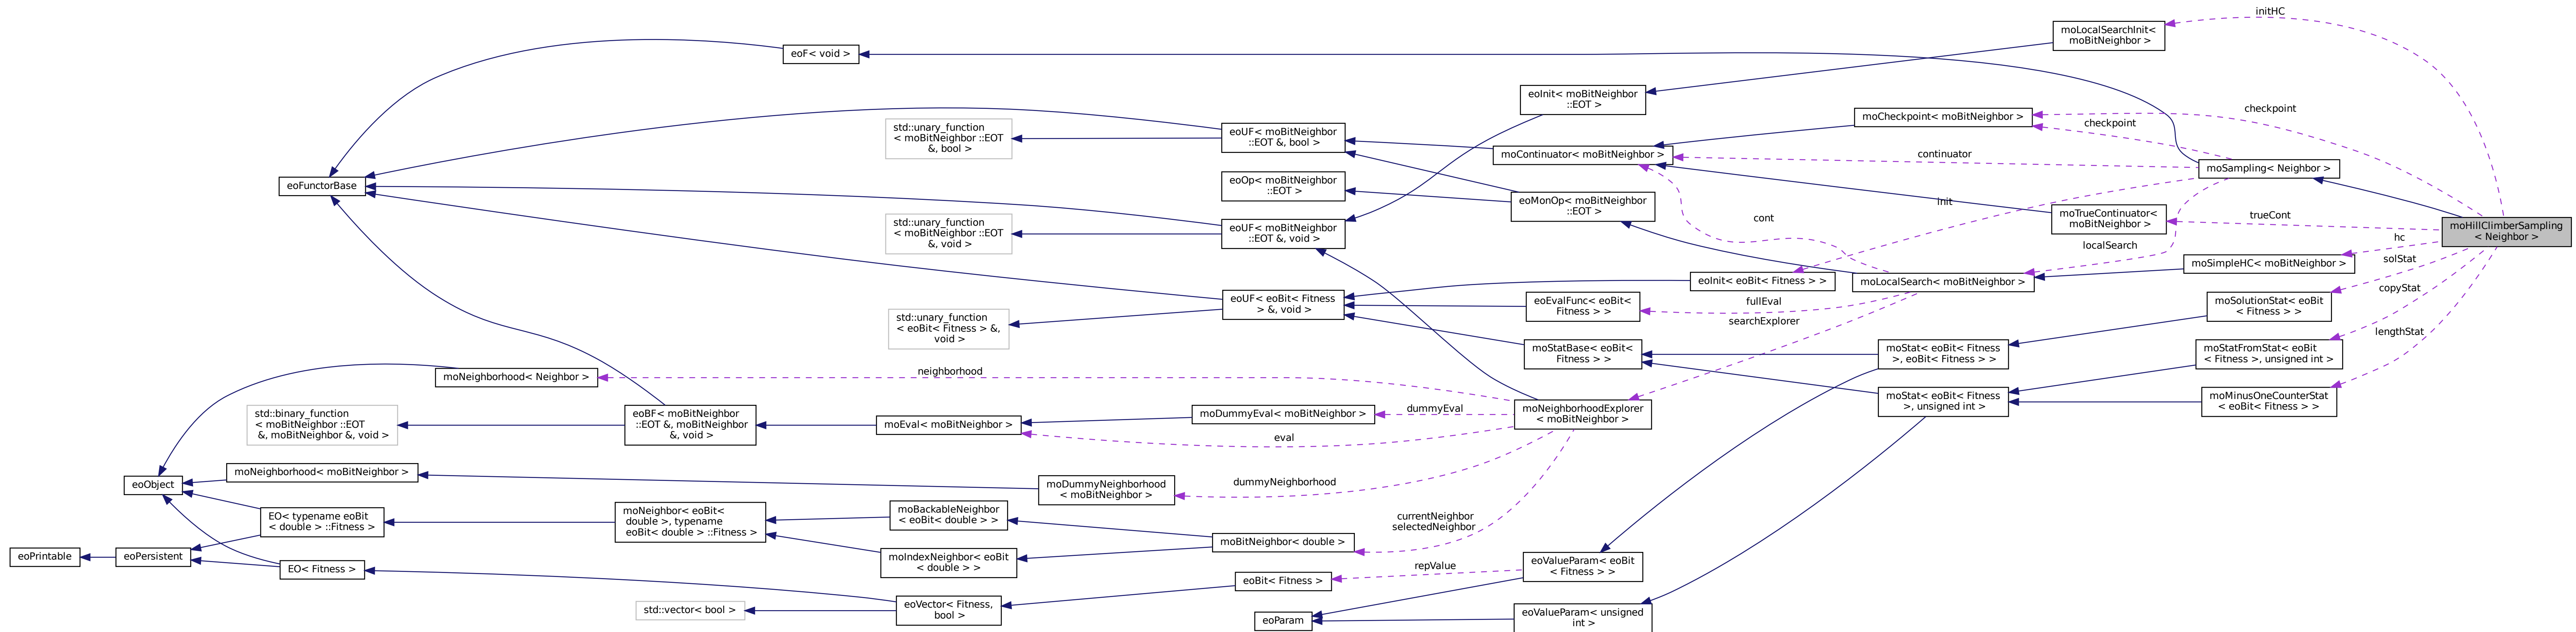 initHC
moLocalSearchInit<
moBitNeighbor >
eoF< void >
eoInit< moBitNeighbor
::EOT >
checkpoint
moCheckpoint< moBitNeighbor >
checkpoint
std::unary_function
< moBitNeighbor ::EOT
&, bool >
eoUF< moBitNeighbor
::EOT &, bool >
moContinuator< moBitNeighbor >
continuator
moSampling< Neighbor >
eoFunctorBase
eoOp< moBitNeighbor
::EOT >
eoMonOp< moBitNeighbor
::EOT >
init
cont
moTrueContinuator<
moBitNeighbor >
trueCont
moHillClimberSampling
< Neighbor >
std::unary_function
< moBitNeighbor ::EOT
&, void >
eoUF< moBitNeighbor
::EOT &, void >
localSearch
hc
moSimpleHC< moBitNeighbor >
solStat
eoInit< eoBit< Fitness > >
moLocalSearch< moBitNeighbor >
copyStat
eoUF< eoBit< Fitness
> &, void >
eoEvalFunc< eoBit<
Fitness > >
fullEval
searchExplorer
moSolutionStat< eoBit
< Fitness > >
lengthStat
std::unary_function
< eoBit< Fitness > &,
void >
moStatBase< eoBit<
Fitness > >
moStat< eoBit< Fitness
>, eoBit< Fitness > >
moStatFromStat< eoBit
< Fitness >, unsigned int >
moNeighborhood< Neighbor >
neighborhood
moStat< eoBit< Fitness
>, unsigned int >
moMinusOneCounterStat
< eoBit< Fitness > >
std::binary_function
< moBitNeighbor ::EOT
&, moBitNeighbor &, void >
eoBF< moBitNeighbor
::EOT &, moBitNeighbor
&, void >
moEval< moBitNeighbor >
moDummyEval< moBitNeighbor >
dummyEval
eval
moNeighborhoodExplorer
< moBitNeighbor >
eoObject
moNeighborhood< moBitNeighbor >
moDummyNeighborhood
< moBitNeighbor >
dummyNeighborhood
EO< typename eoBit
< double > ::Fitness >
moNeighbor< eoBit<
double >, typename
eoBit< double > ::Fitness >
moBackableNeighbor
< eoBit< double > >
currentNeighbor
selectedNeighbor
moBitNeighbor< double >
eoPrintable
eoPersistent
EO< Fitness >
moIndexNeighbor< eoBit
< double > >
eoValueParam< eoBit
< Fitness > >
repValue
eoBit< Fitness >
std::vector< bool >
eoVector< Fitness,
bool >
eoParam
eoValueParam< unsigned
int >